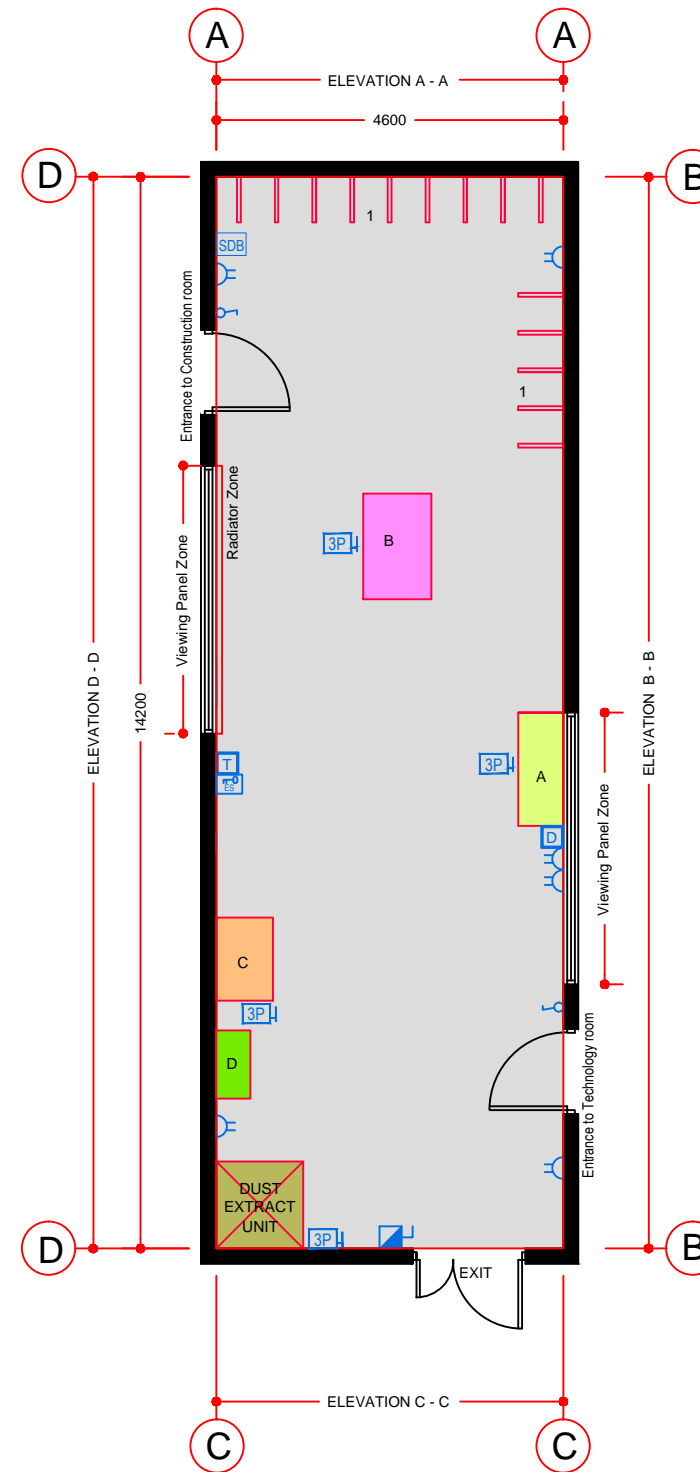 A
A
ELEVATION A - A
4600
D
B
1
SDB
Entrance to Construction room
1
Radiator Zone
Viewing Panel Zone
3P
B
ELEVATION D - D
14200
ELEVATION B - B
T
ES
3P
A
D
Viewing Panel Zone
C
3P
D
Entrance to Technology room
DUST
EXTRACT
UNIT
3P
EXIT
D
B
ELEVATION C - C
C
C